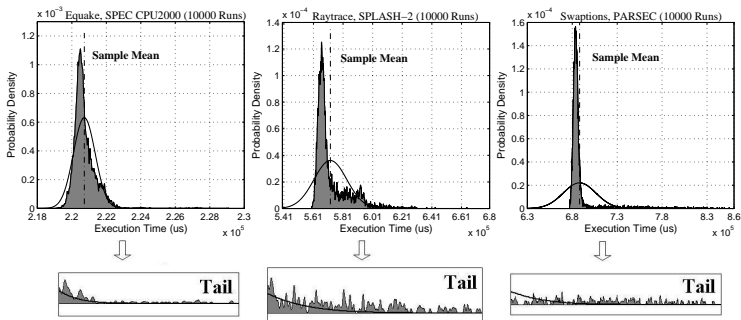 Equake, SPEC CPU2000 (10000 Runs)
x 10⁻³
1.2
1
0.8
0.6
0.4
0.2
0
Probability Density
Sample Mean
2.18 2.2 2.22 2.24 2.26 2.28 2.3
Execution Time (us)
x 10⁵
Tail
Raytrace, SPLASH−2 (10000 Runs)
x 10⁻⁴
1.4
1.2
1
0.8
0.6
0.4
0.2
0
Probability Density
Sample Mean
5.41 5.61 5.81 6.01 6.21 6.41 6.61 6.8
Execution Time (us)
x 10⁵
Tail
Swaptions, PARSEC (10000 Runs)
x 10⁻⁴
1.6
1.4
1.2
1
0.8
0.6
0.4
0.2
0
Probability Density
Sample Mean
6.3 6.8 7.3 7.8 8.3 8.6
Execution Time (us)
x 10⁵
Tail